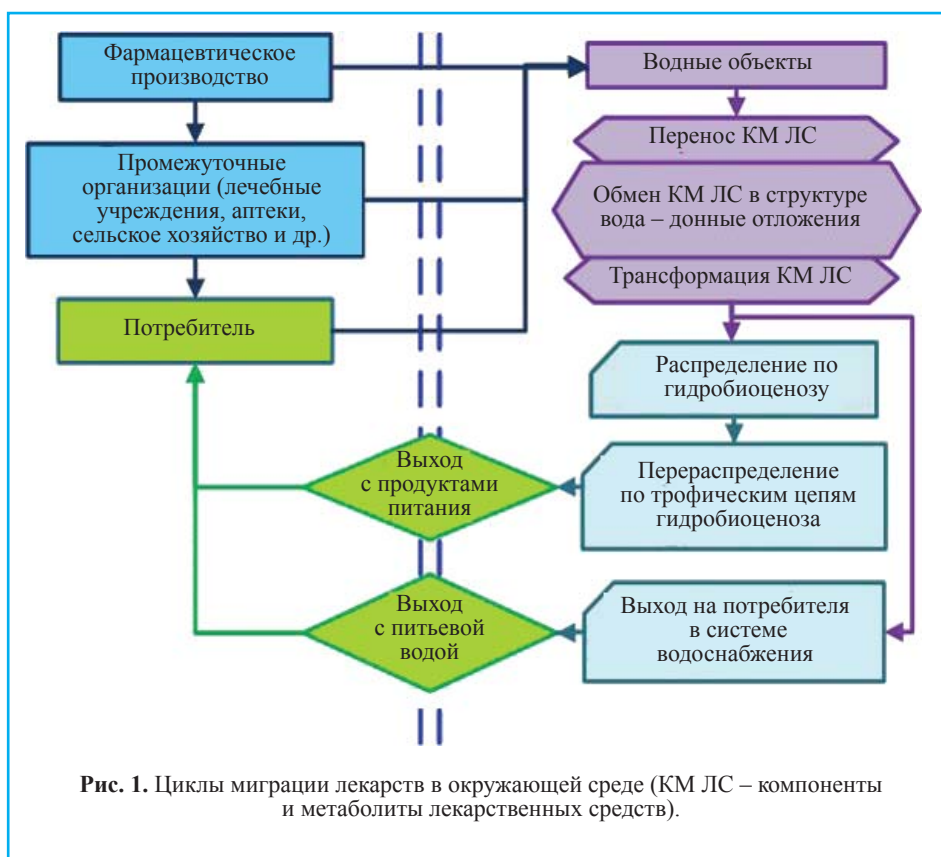 Фармацевтическое
производство
Промежуточные
организации (лечебные
учреждения, аптеки,
сельское хозяйство и др.)
Потребитель
Водные объекты
Перенос КМ ЛС
Обмен КМ ЛС в структуре
вода – донные отложения
Трансформация КМ ЛС
Распределение по
гидробиоценозу
Перераспределение
по трофическим цепям
гидробиоценоза
Выход
с продуктами
питания
Выход на потребителя
в системе
водоснабжения
Выход
с питьевой
водой
Рис. 1. Циклы миграции лекарств в окружающей среде (КМ ЛС – компоненты
и метаболиты лекарственных средств).